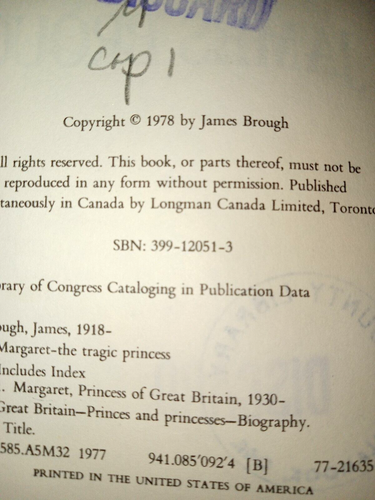 DISCARD
cop 1
Copyright © 1978 by James Brough
ll rights reserved. This book, or parts thereof, must not be
reproduced in any form without permission. Published
taneously in Canada by Longman Canada Limited, Toronto
SBN: 399-12051-3
rary of Congress Cataloging in Publication Data
ough, James, 1918-
Margaret-the tragic princess
Includes Index
. Margaret, Princess of Great Britain, 1930-
Great Britain—Princes and princesses—Biography.
Title.
585.A5M32 1977 941.085'092'4 [B] 77-21635
PRINTED IN THE UNITED STATES OF AMERICA